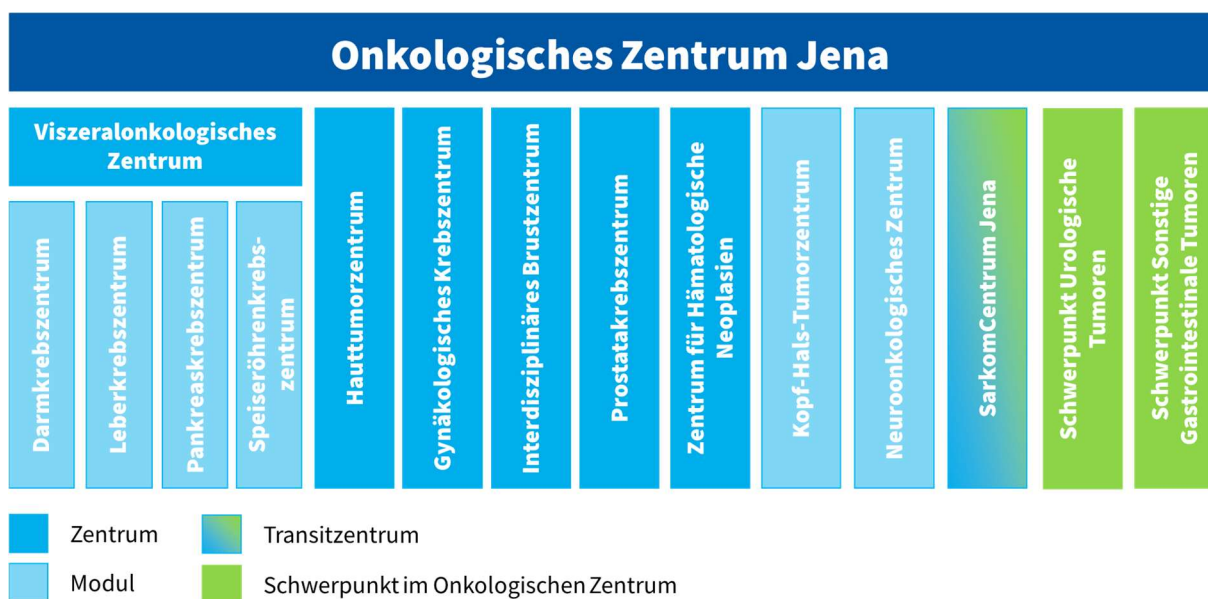 Onkologisches Zentrum Jena
Viszeralonkologisches
Zentrum
Darmkrebszentrum
Leberkrebszentrum
Pankreaskrebszentrum
Speiseröhrenkrebs-
zentrum
Hauttumorzentrum
Gynäkologisches Krebszentrum
Interdisziplinäres Brustzentrum
Prostatakrebszentrum
Zentrum für Hämatologische
Neoplasien
Kopf-Hals-Tumorzentrum
Neuroonkologisches Zentrum
SarkomCentrum Jena
Schwerpunkt Urologische
Tumoren
Schwerpunkt Sonstige
Gastrointestinale Tumoren
Zentrum
Transitzentrum
Modul
Schwerpunkt im Onkologischen Zentrum